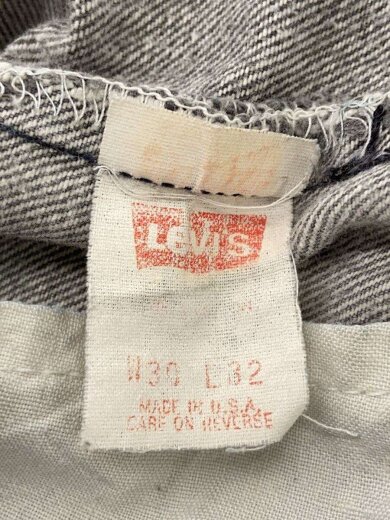 Levi's
W30 L32
MADE IN U.S.A.
CARE ON REVERSE